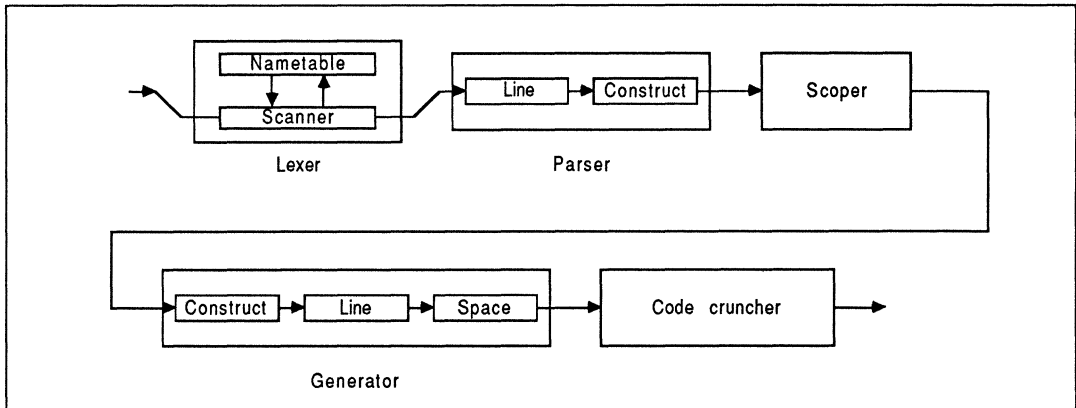 Nametable
Scanner
Lexer
Line
Construct
Parser
Scoper
Construct
Line
Space
Generator
Code cruncher